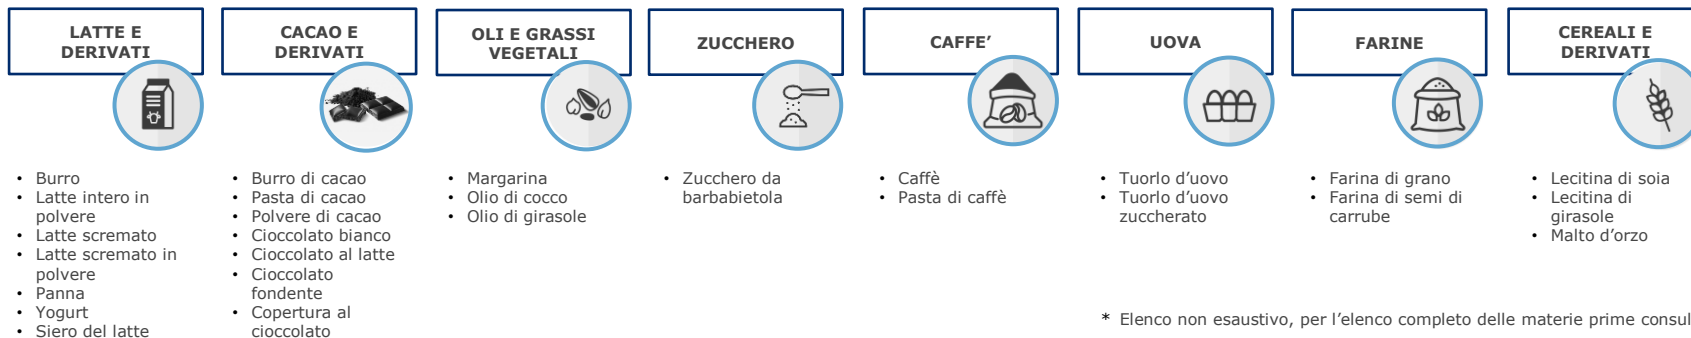 LATTE E
DERIVATI
• Burro
• Latte intero in
polvere
• Latte scremato
• Latte scremato in
polvere
• Panna
• Yogurt
• Siero del latte
CACAO E
DERIVATI
• Burro di cacao
• Pasta di cacao
• Polvere di cacao
• Cioccolato bianco
• Cioccolato al latte
• Cioccolato
fondente
• Copertura al
cioccolato
OLI E GRASSI
VEGETALI
• Margarina
• Olio di cocco
• Olio di girasole
ZUCCHERO
• Zucchero da
barbabietola
CAFFE’
• Caffè
• Pasta di caffè
UOVA
• Tuorlo d’uovo
• Tuorlo d’uovo
zuccherato
FARINE
• Farina di grano
• Farina di semi di
carrube
CEREALI E
DERIVATI
• Lecitina di soia
• Lecitina di
girasole
• Malto d’orzo
* Elenco non esaustivo, per l’elenco completo delle materie prime consul